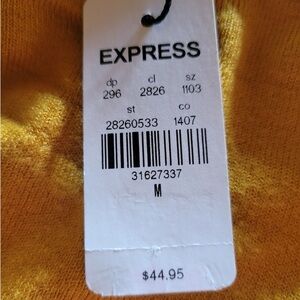 EXPRESS
dp cl sz
296 2826 1103
st co
28260533 1407
31627337
M
$44.95